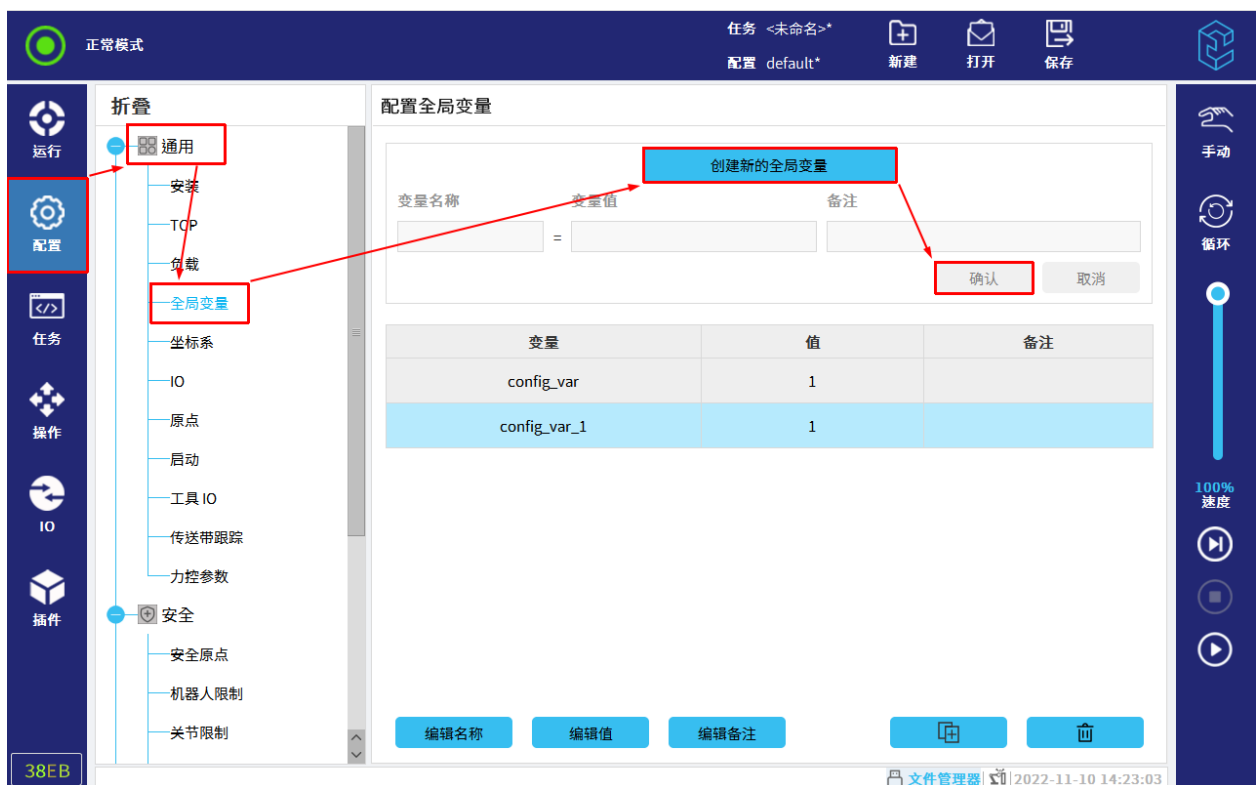 正常模式
任务 <未命名>*
配置 default*
新建 打开 保存
运行
配置
任务
操作
IO
插件
38EB
折叠
通用
安装
TCP
负载
全局变量
坐标系
IO
原点
启动
工具 IO
传送带跟踪
力控参数
安全
安全原点
机器人限制
关节限制
配置全局变量
创建新的全局变量
变量名称 变量值 备注
=
确认 取消
变量 值 备注
config_var 1
config_var_1 1
编辑名称 编辑值 编辑备注
手动
循环
100%
速度
文件管理器 2022-11-10 14:23:03